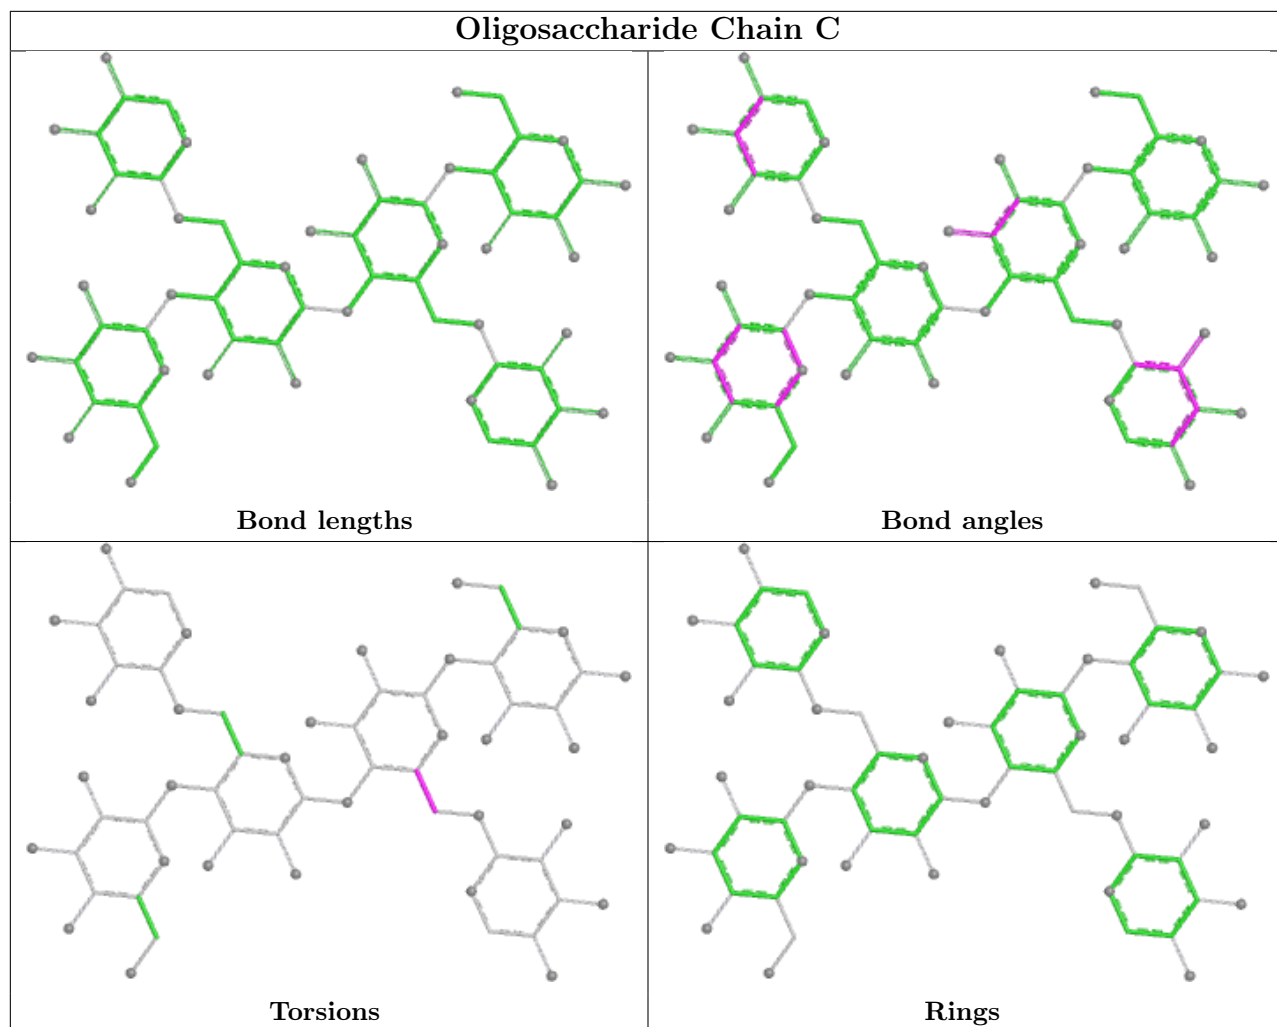 Oligosaccharide Chain C
Bond lengths
Bond angles
Torsions
Rings